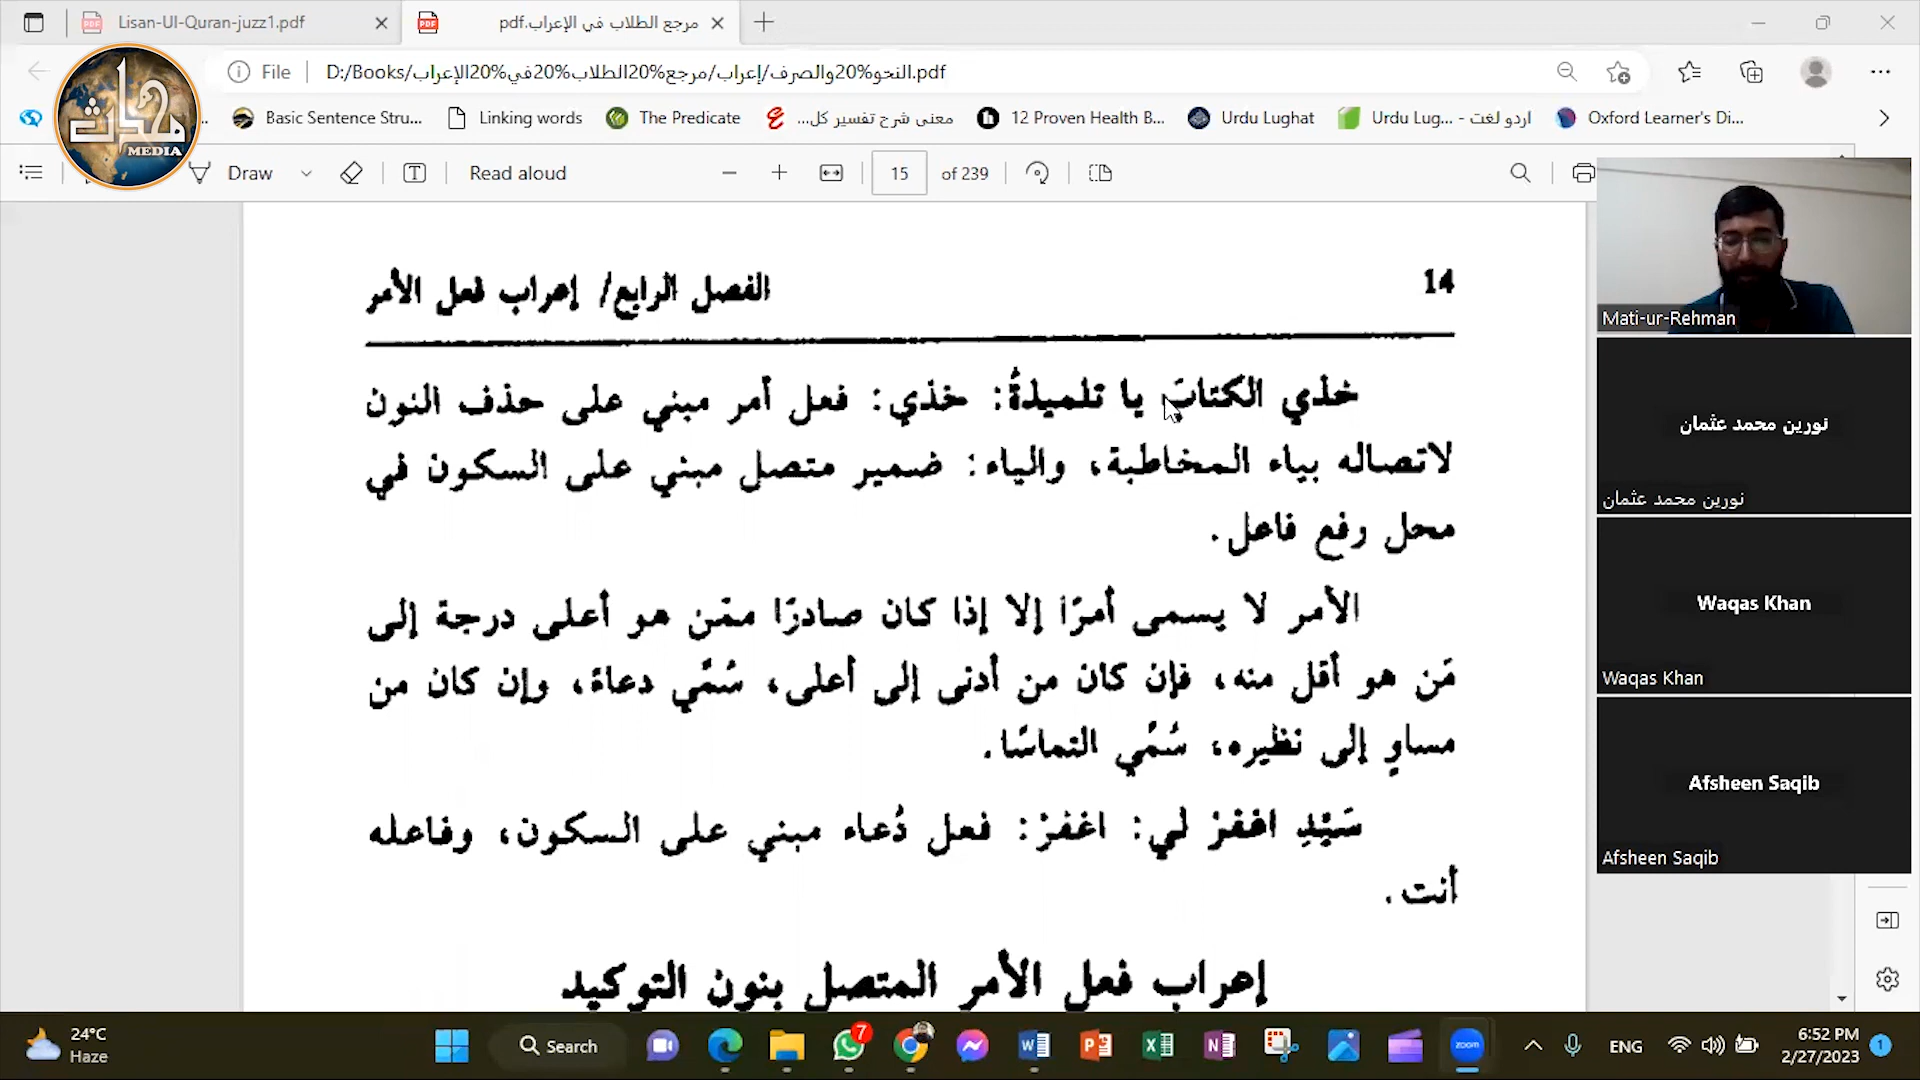 Lisan-Ul-Quran-juzz1.pdf
مرجع الطلاب في الإعراب.pdf
File
D:/Books/النحو%20والصرف/إعراب/مرجع%20الطلاب%20في%20الإعراب.pdf
محدث
MEDIA
Basic Sentence Stru...
Linking words
The Predicate
معنى شرح تفسير كل...
12 Proven Health B...
Urdu Lughat
اردو لغت - Urdu Lug...
Oxford Learner's Di...
Draw
Read aloud
15
of 239
14
الفصل الرابع/ إعراب فعل الأمر
خذي الكتابَ يا تلميذةُ: خذي: فعل أمر مبني على حذف النون
لاتصاله بياء المخاطبة، والياء: ضمير متصل مبني على السكون في
محل رفع فاعل.
الأمر لا يسمى أمرًا إلا إذا كان صادرًا ممّن هو أعلى درجة إلى
مَن هو أقل منه، فإن كان من أدنى إلى أعلى، سُمِّي دعاءً، وإن كان من
مساوٍ إلى نظيره، سُمِّي التماسًا.
سَيِّدِ اغفرْ لي: اغفرْ: فعل دُعاء مبني على السكون، وفاعله
أنت.
إعراب فعل الأمر المتصل بنون التوكيد
Mati-ur-Rehman
نورين محمد عثمان
نورين محمد عثمان
Waqas Khan
Waqas Khan
Afsheen Saqib
Afsheen Saqib
24°C
Haze
Search
7
zoom
ENG
6:52 PM
2/27/2023
1